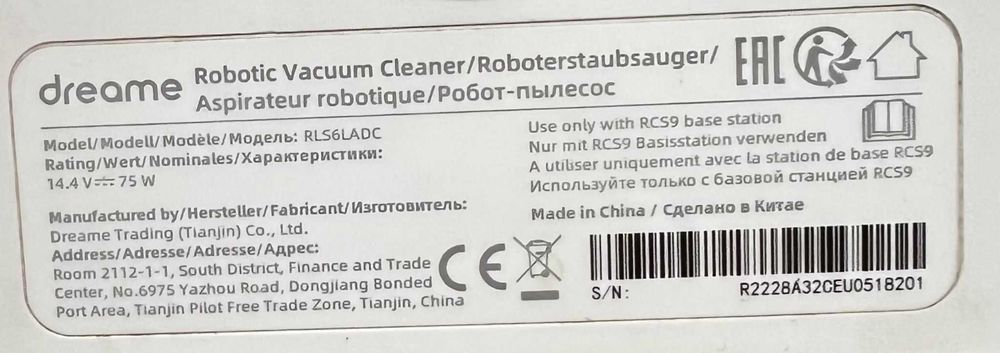 dreame
Robotic Vacuum Cleaner/Roboterstaubsauger/
Aspirateur robotique/Робот-пылесос
EAC
Model/Modell/Modèle/Модель: RLS6LADC
Rating/Wert/Nominales/Характеристики:
14.4 V⎓ 75 W
Use only with RCS9 base station
Nur mit RCS9 Basisstation verwenden
A utiliser uniquement avec la station de base RCS9
Используйте только с базовой станцией RCS9
Manufactured by/Hersteller/Fabricant/Изготовитель:
Dreame Trading (Tianjin) Co., Ltd.
Address/Adresse/Adresse/Адрес:
Room 2112-1-1, South District, Finance and Trade
Center, No.6975 Yazhou Road, Dongjiang Bonded
Port Area, Tianjin Pilot Free Trade Zone, Tianjin, China
CE
Made in China / Сделано в Китае
S/N: R2228A32CEU0518201